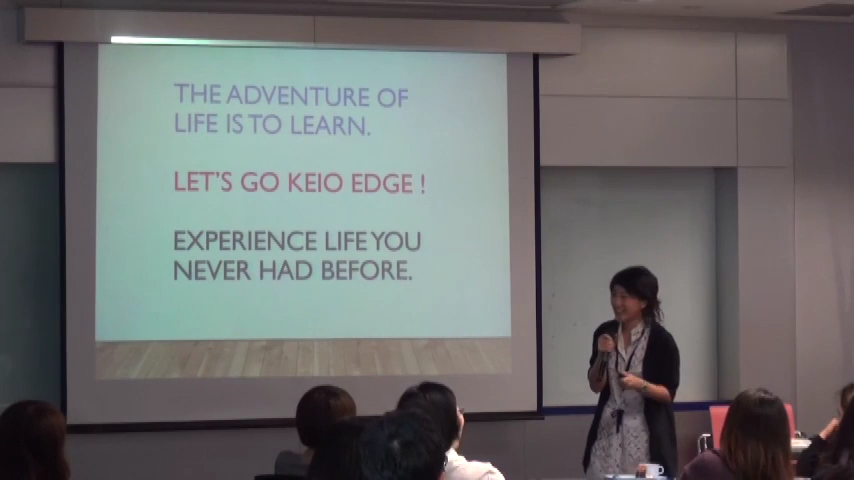 THE ADVENTURE OF
LIFE IS TO LEARN.
LET'S GO KEIO EDGE !
EXPERIENCE LIFE YOU
NEVER HAD BEFORE.